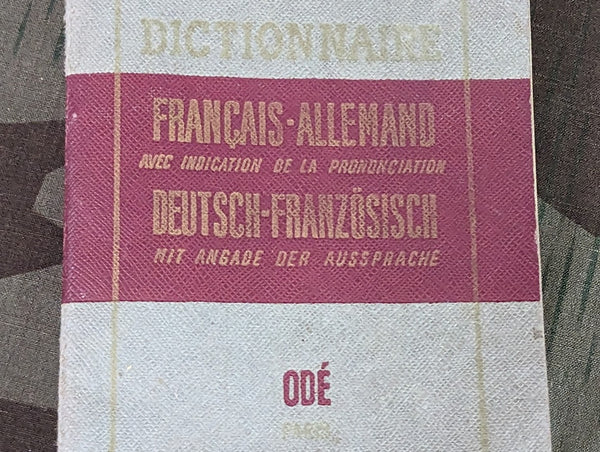 DICTIONNAIRE
FRANÇAIS-ALLEMAND
AVEC INDICATION DE LA PRONONCIATION
DEUTSCH-FRANZÖSISCH
MIT ANGABE DER AUSSPRACHE
ODÉ
PARIS